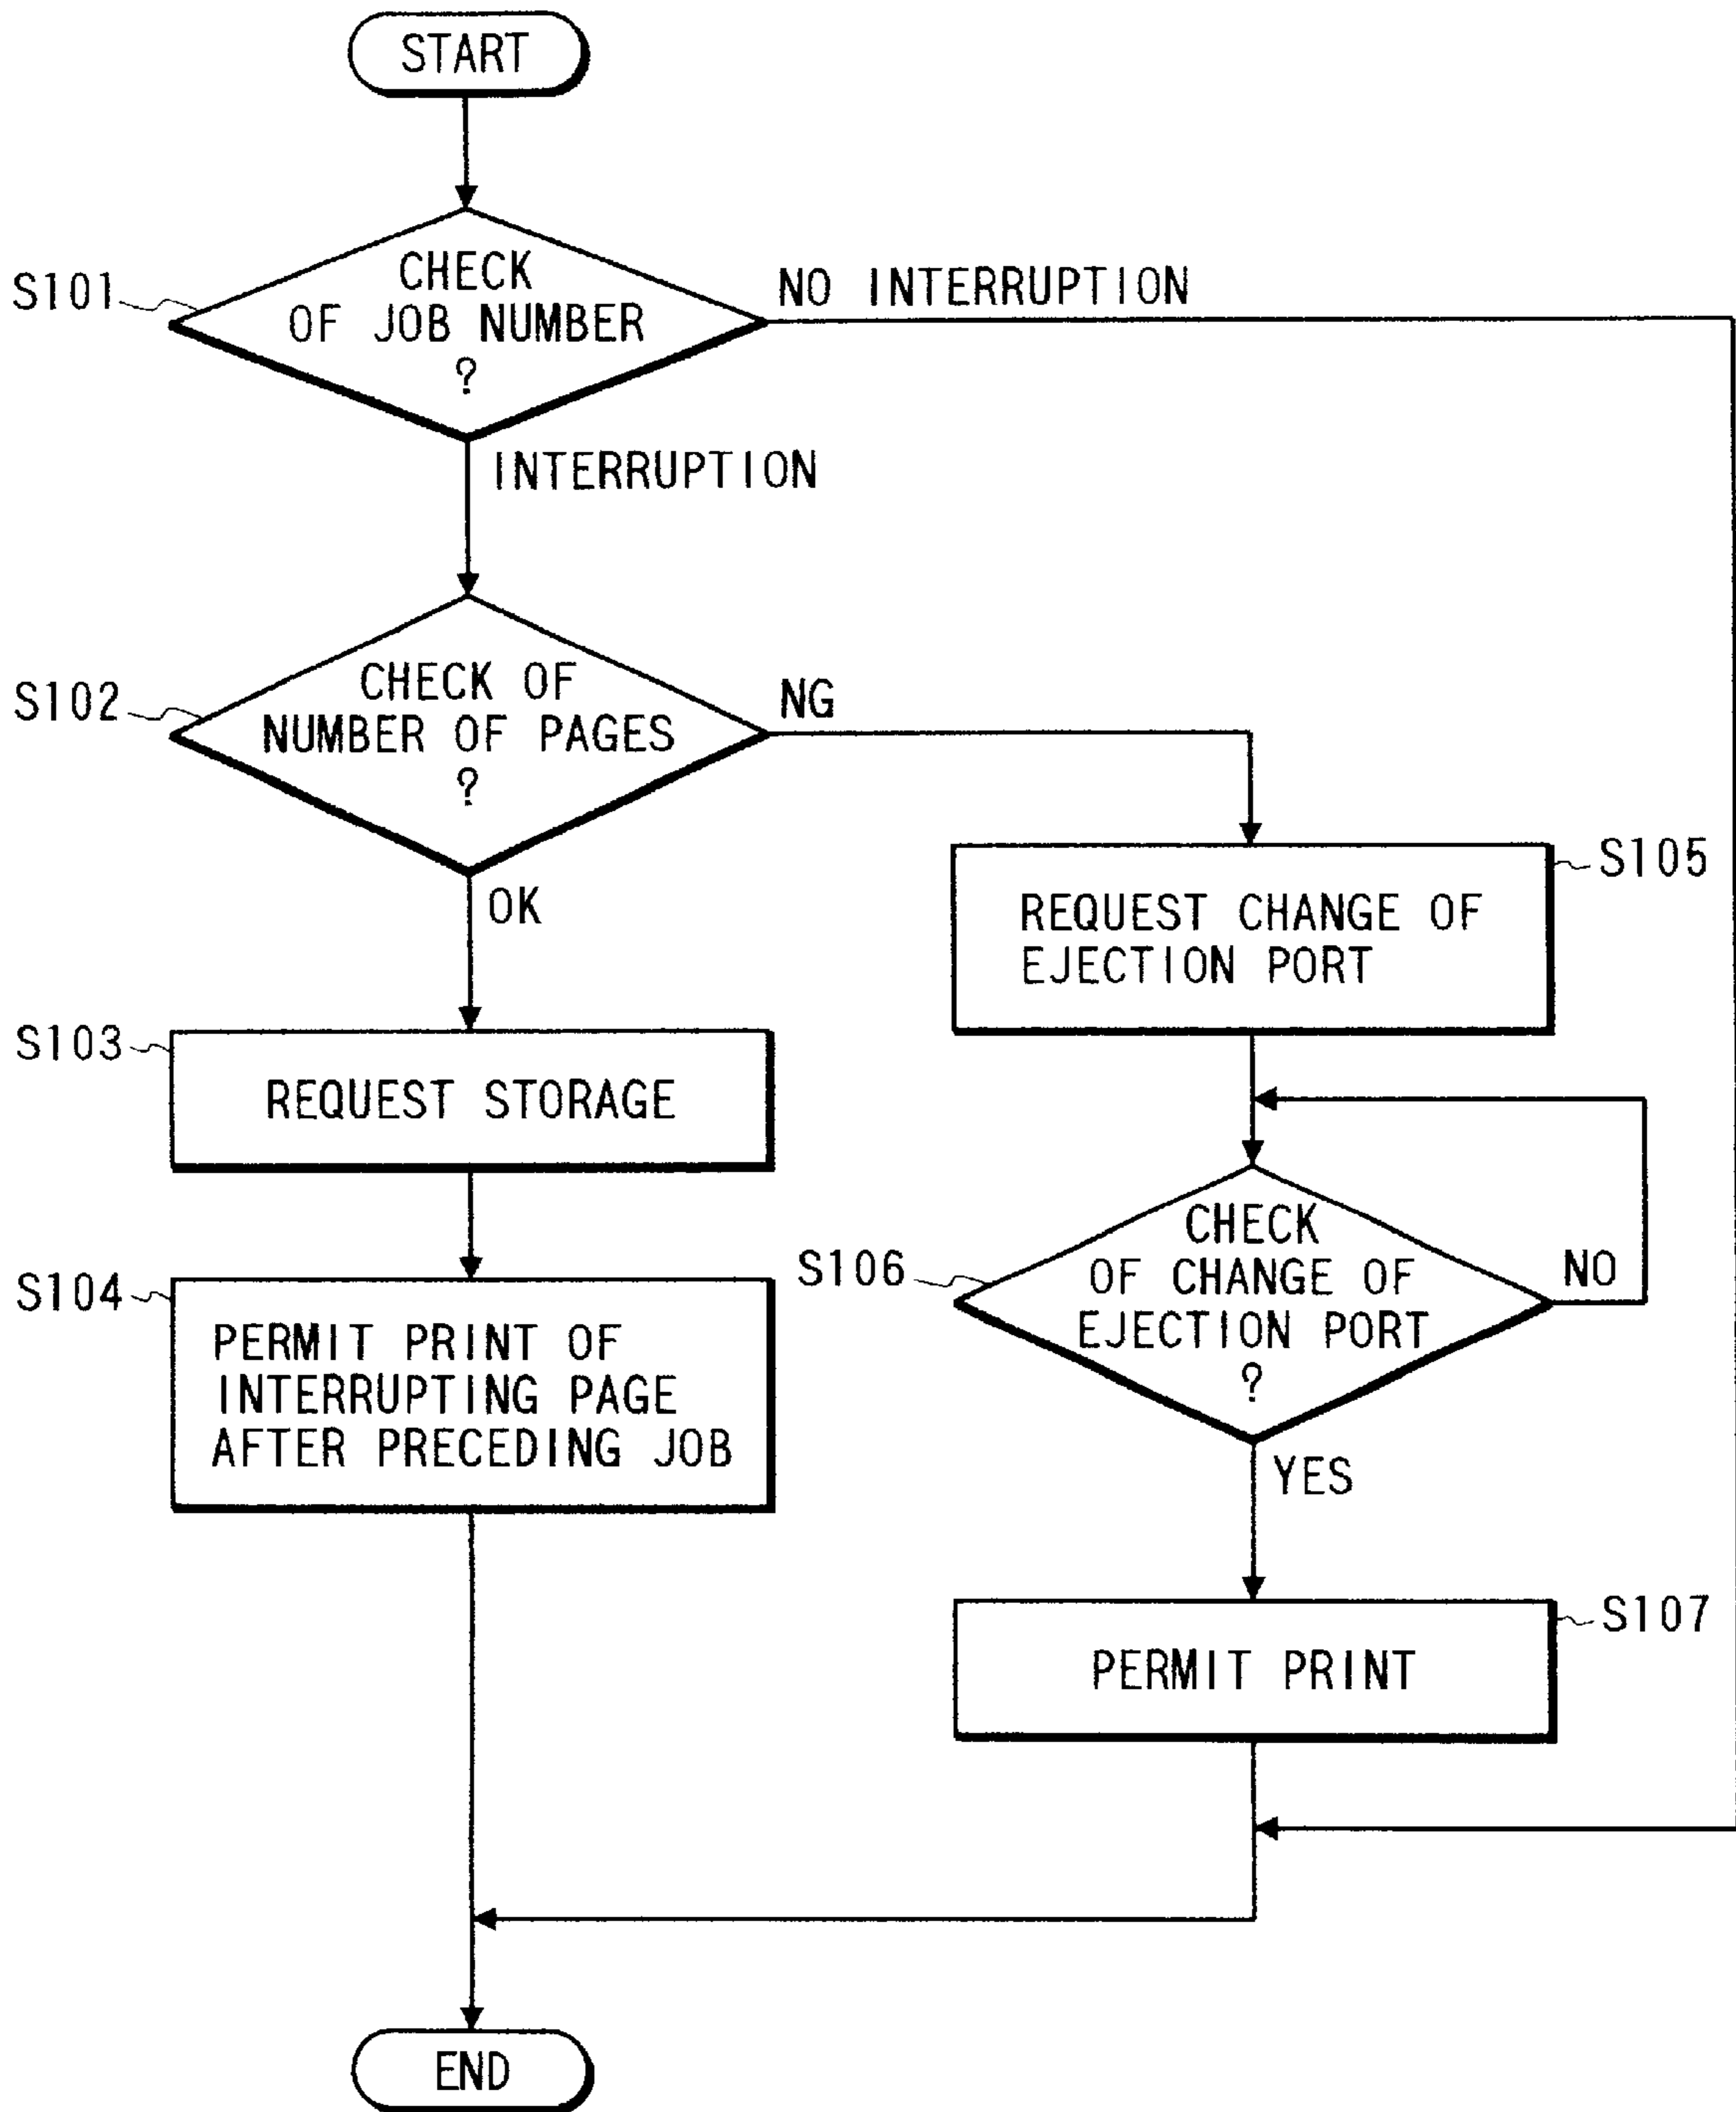 START
S101
CHECK
OF JOB NUMBER
?
NO INTERRUPTION
INTERRUPTION
S102
CHECK OF
NUMBER OF PAGES
?
NG
OK
S105
REQUEST CHANGE OF
EJECTION PORT
S103
REQUEST STORAGE
S106
CHECK
OF CHANGE OF
EJECTION PORT
?
NO
YES
S104
PERMIT PRINT OF
INTERRUPTING PAGE
AFTER PRECEDING JOB
S107
PERMIT PRINT
END